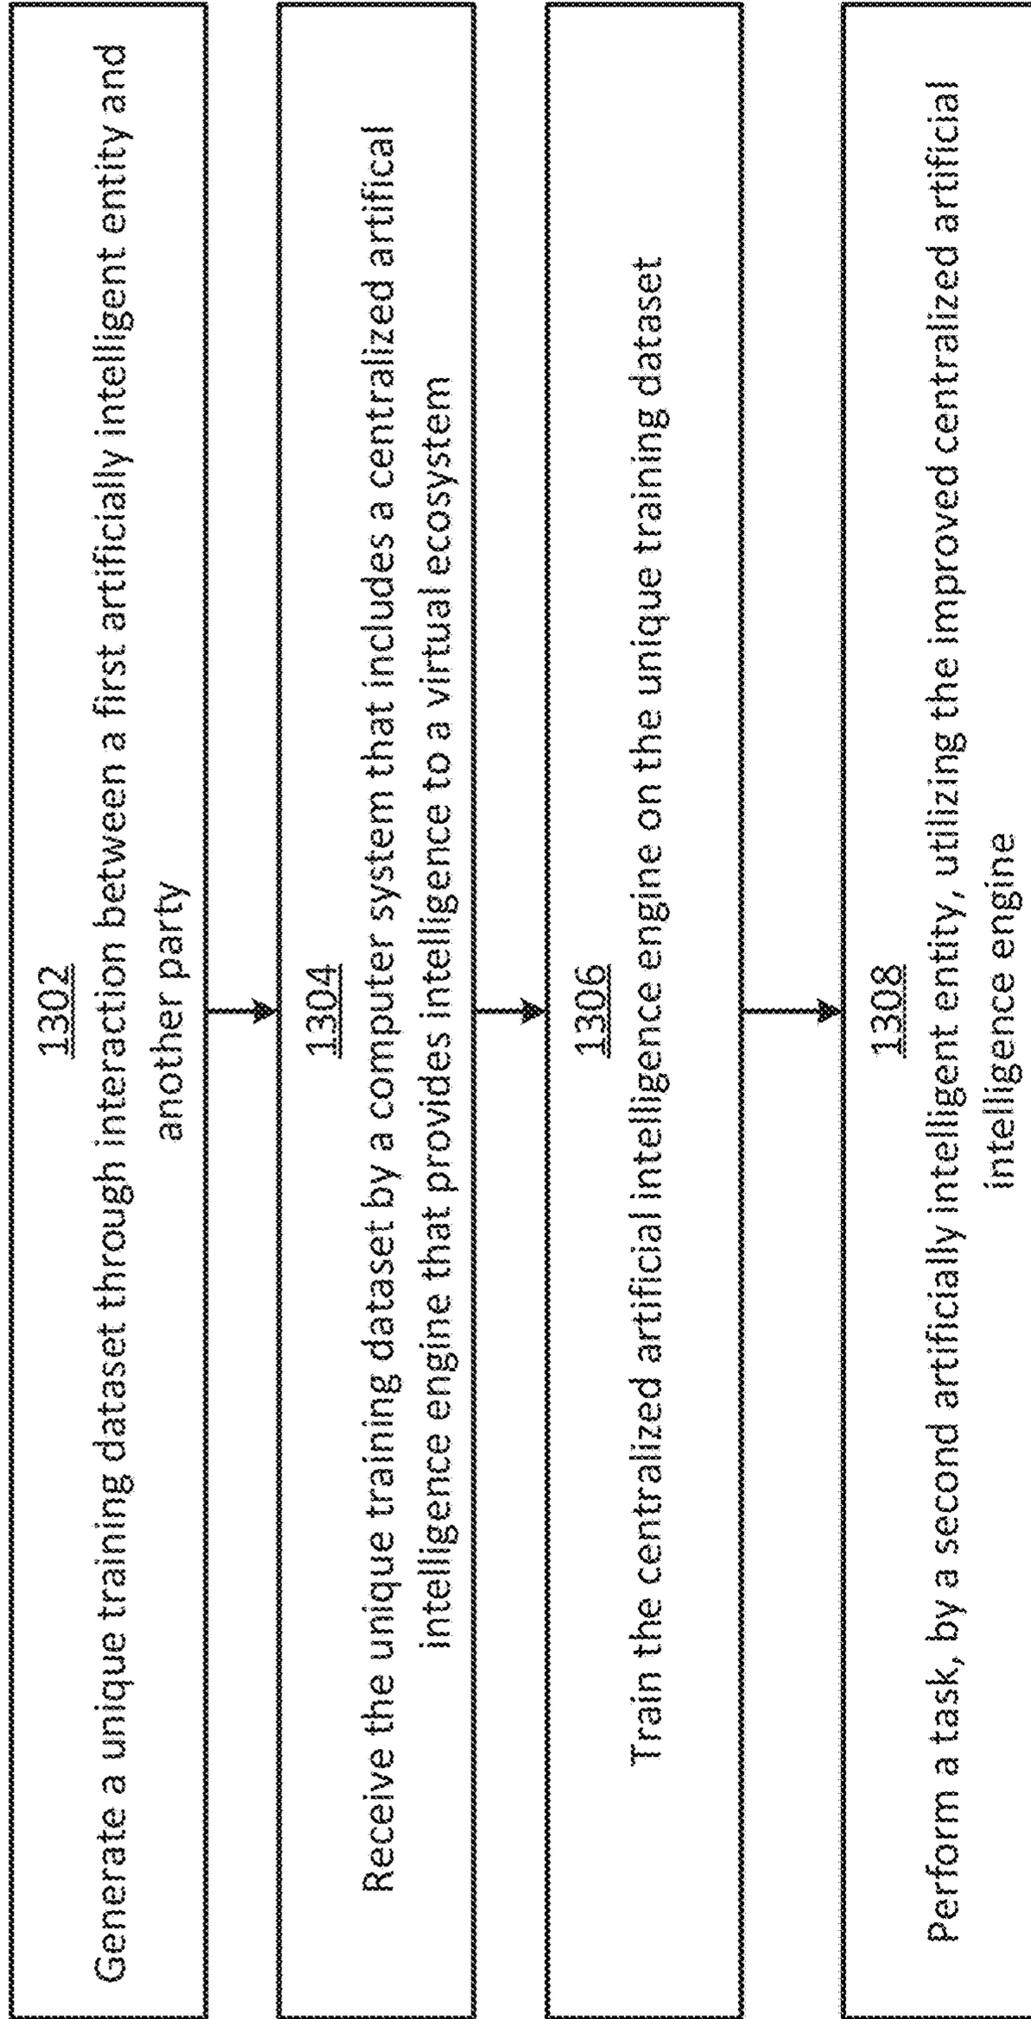 1302
Generate a unique training dataset through interaction between a first artificially intelligent entity and
another party
1304
Receive the unique training dataset by a computer system that includes a centralized artifical
intelligence engine that provides intelligence to a virtual ecosystem
1306
Train the centralized artificial intelligence engine on the unique training dataset
1308
Perform a task, by a second artificially intelligent entity, utilizing the improved centralized artificial
intelligence engine